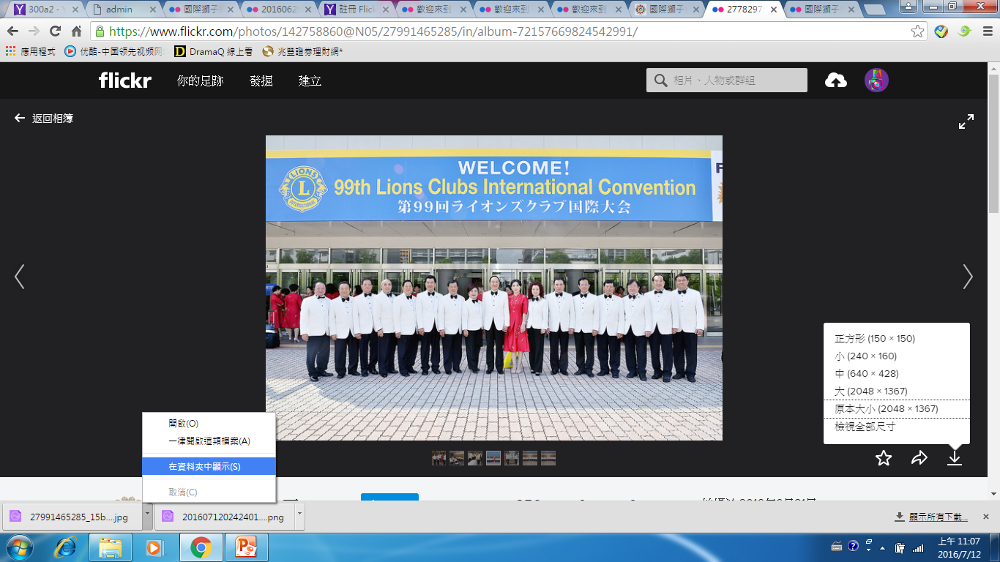 300a2 - Y
admin
國際獅子
2016062
註冊 Flick
歡迎來到
歡迎來到
歡迎來到
國際獅子
2778297
國際獅子
https://www.flickr.com/photos/142758860@N05/27991465285/in/album-72157669824542991/
應用程式
优酷-中国领先视频网
DramaQ 線上看
兆豐證券理財網*
flickr
你的足跡
發掘
建立
相片、人物或群組
返回相簿
WELCOME!
LIONS
L
INTERNATIONAL
99th Lions Clubs International Convention
第99回ライオンズクラブ国際大会
F
正方形 (150 × 150)
小 (240 × 160)
中 (640 × 428)
大 (2048 × 1367)
原本大小 (2048 × 1367)
檢視全部尺寸
開啟(O)
一律開啟這類檔案(A)
在資料夾中顯示(S)
取消(C)
27991465285_15b....jpg
201607120242401....png
顯示所有下載...
上午 11:07
2016/7/12